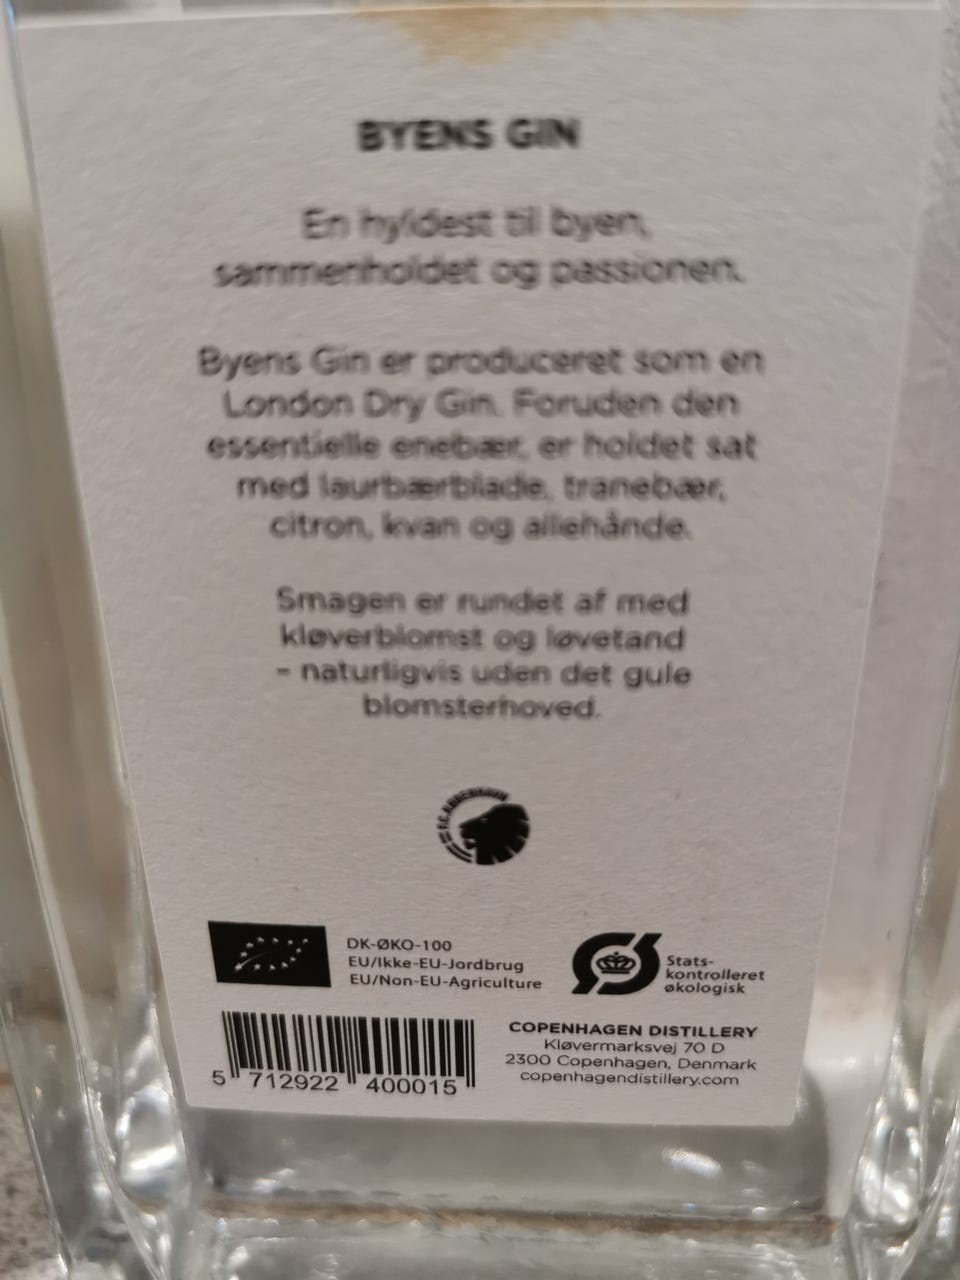 BYENS GIN
En hyldest til byen,
sammenholdet og passionen.
Byens Gin er produceret som en
London Dry Gin. Foruden den
essentielle enebær, er holdet sat
med laurbærblade, tranebær,
citron, kvan og allehånde.
Smagen er rundet af med
kløverblomst og løvetand
– naturligvis uden det gule
blomsterhoved.
F.C. KØBENHAVN
DK-ØKO-100
EU/Ikke-EU-Jordbrug
EU/Non-EU-Agriculture
Ø
Stats-
kontrolleret
økologisk
5 712922 400015
COPENHAGEN DISTILLERY
Kløvermarksvej 70 D
2300 Copenhagen, Denmark
copenhagendistillery.com